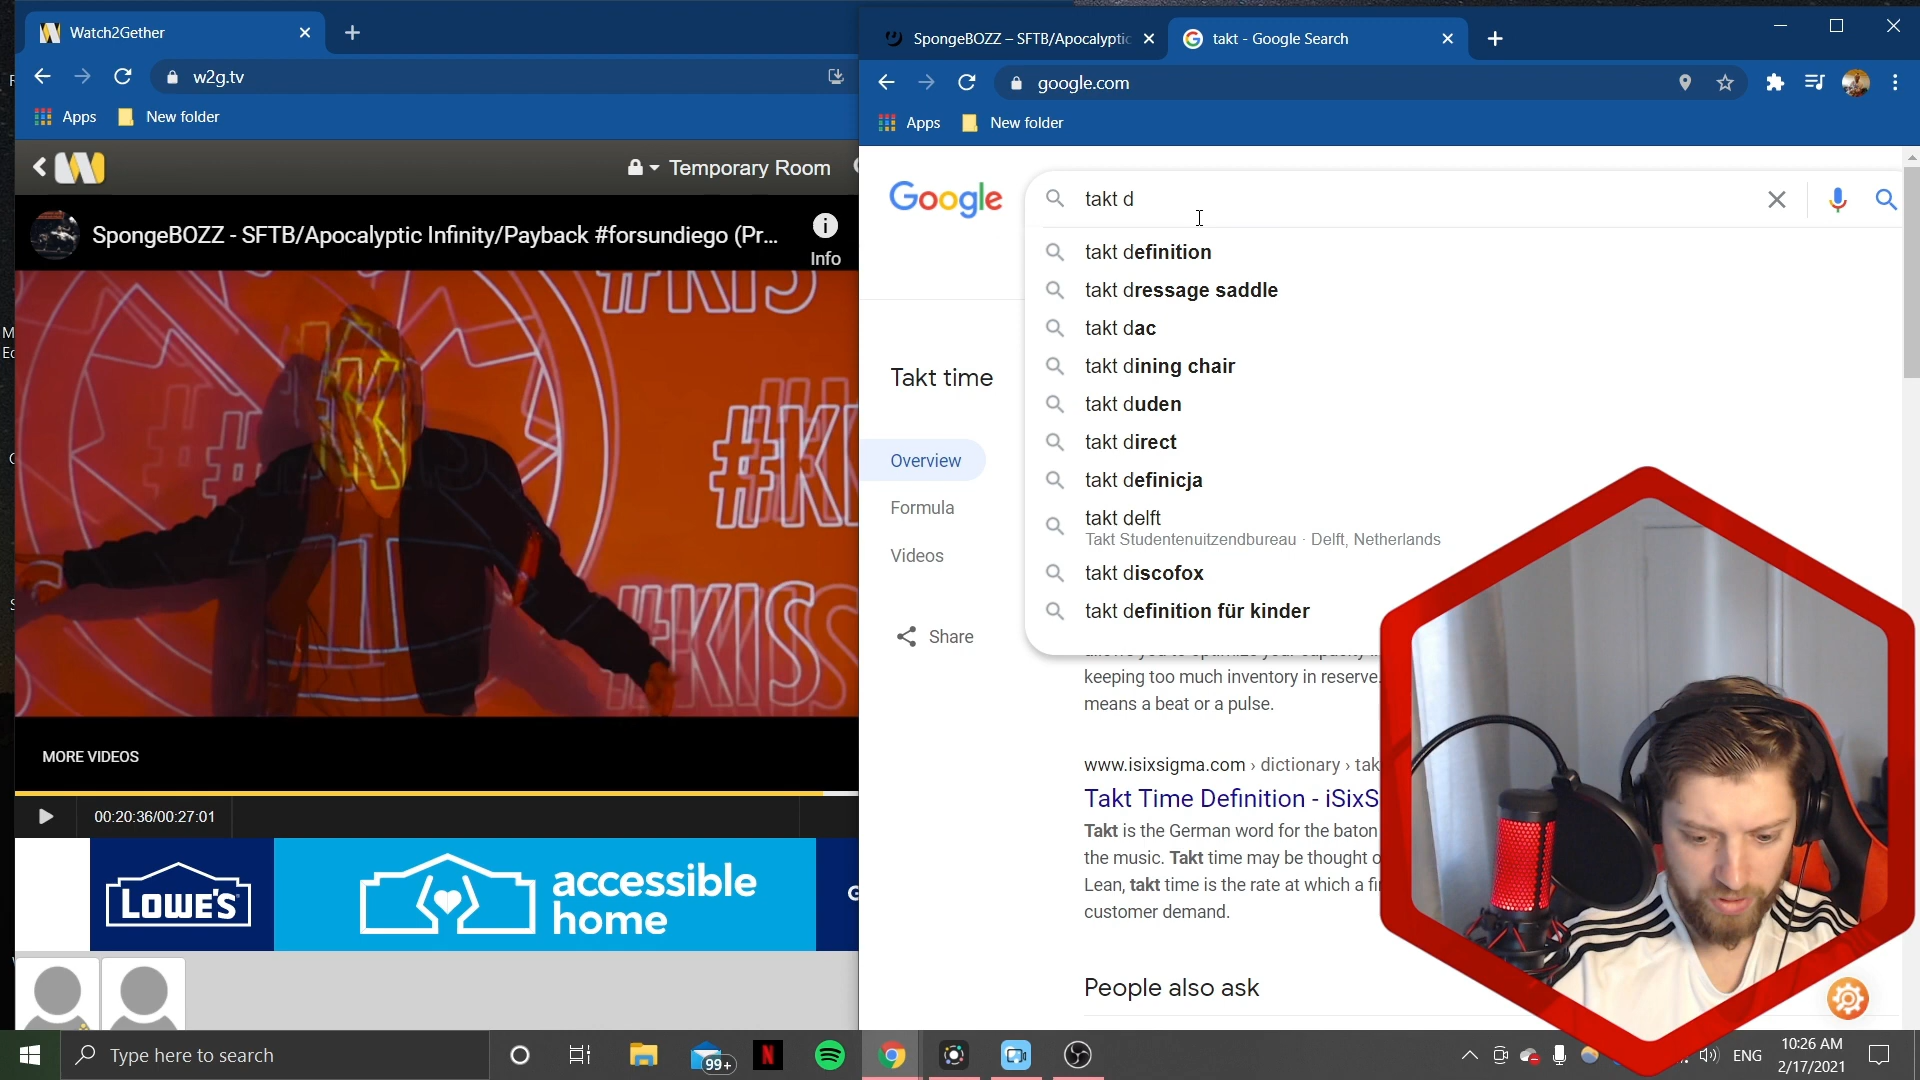 Watch2Gether
w2g.tv
Apps
New folder
Temporary Room
SpongeBOZZ - SFTB/Apocalyptic Infinity/Payback #forsundiego (Pr...
Info
#KIS
#KI
#KISS
MORE VIDEOS
00:20:36/00:27:01
LOWE'S
accessible
home
SpongeBOZZ – SFTB/Apocalyptic
takt - Google Search
google.com
Apps
New folder
Google
takt d
takt definition
takt dressage saddle
takt dac
takt dining chair
takt duden
takt direct
takt definicja
takt delft
Takt Studentenuitzendbureau · Delft, Netherlands
takt discofox
takt definition für kinder
Takt time
Overview
Formula
Videos
Share
keeping too much inventory in reserve.
means a beat or a pulse.
www.isixsigma.com › dictionary › tak
Takt Time Definition - iSixS
Takt is the German word for the baton
the music. Takt time may be thought o
Lean, takt time is the rate at which a fi
customer demand.
People also ask
Type here to search
99+
N
ENG
10:26 AM
2/17/2021